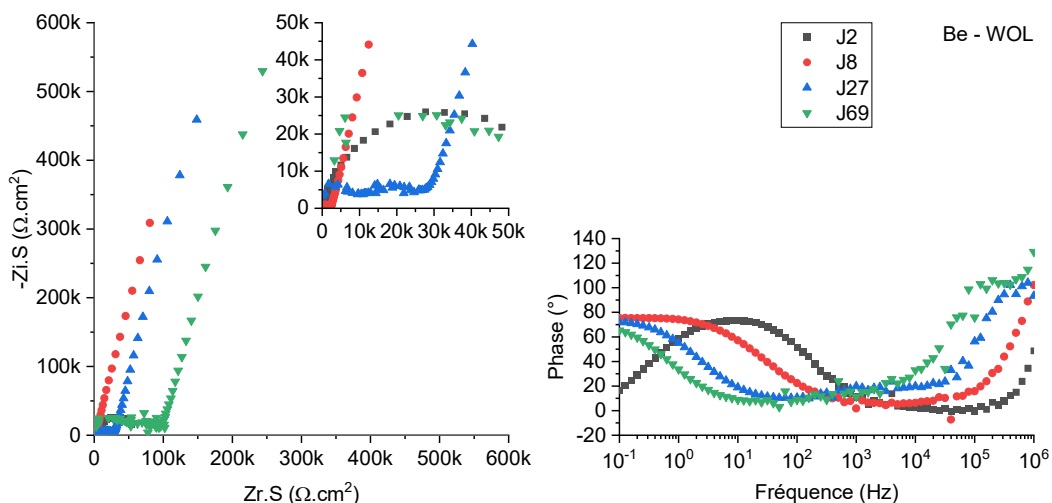 600k
500k
400k
300k
200k
100k
0
0 100k 200k 300k 400k 500k 600k
-Zi.S (Ω.cm²)
Zr.S (Ω.cm²)
50k
40k
30k
20k
10k
0
0 10k 20k 30k 40k 50k
J2
J8
J27
J69
Be - WOL
140
120
100
80
60
40
20
0
-20
Phase (°)
10⁻¹ 10⁰ 10¹ 10² 10³ 10⁴ 10⁵ 10⁶
Fréquence (Hz)